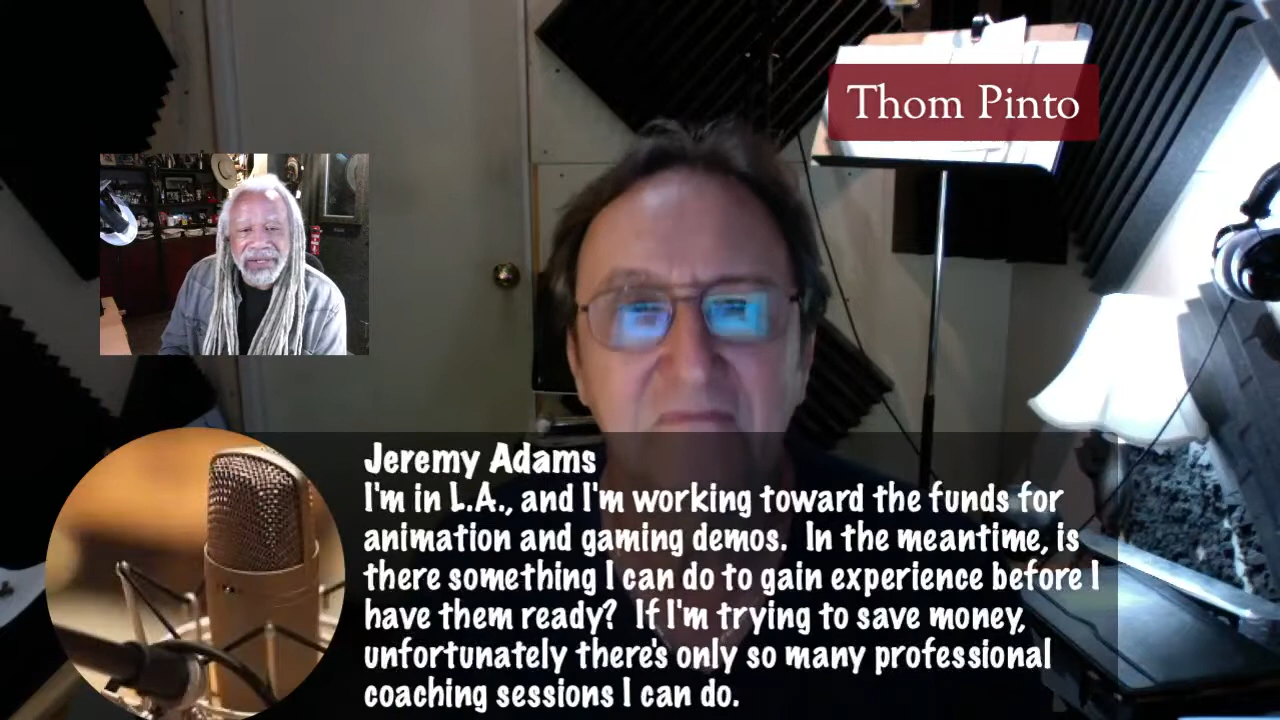 Thom Pinto
Jeremy Adams
I'm in L.A., and I'm working toward the funds for
animation and gaming demos.  In the meantime, is
there something I can do to gain experience before I
have them ready?  If I'm trying to save money,
unfortunately there's only so many professional
coaching sessions I can do.